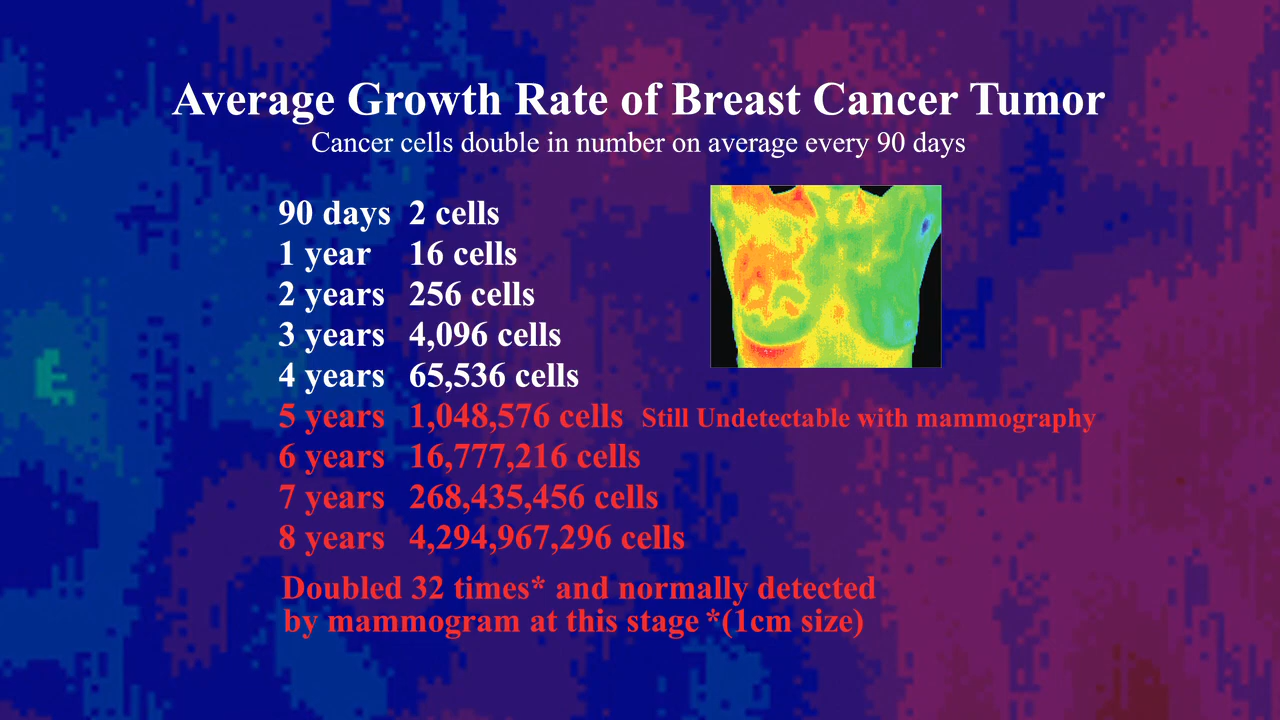 Average Growth Rate of Breast Cancer Tumor
Cancer cells double in number on average every 90 days
90 days 2 cells
1 year 16 cells
2 years 256 cells
3 years 4,096 cells
4 years 65,536 cells
5 years 1,048,576 cells Still Undetectable with mammography
6 years 16,777,216 cells
7 years 268,435,456 cells
8 years 4,294,967,296 cells
Doubled 32 times* and normally detected
by mammogram at this stage *(1cm size)